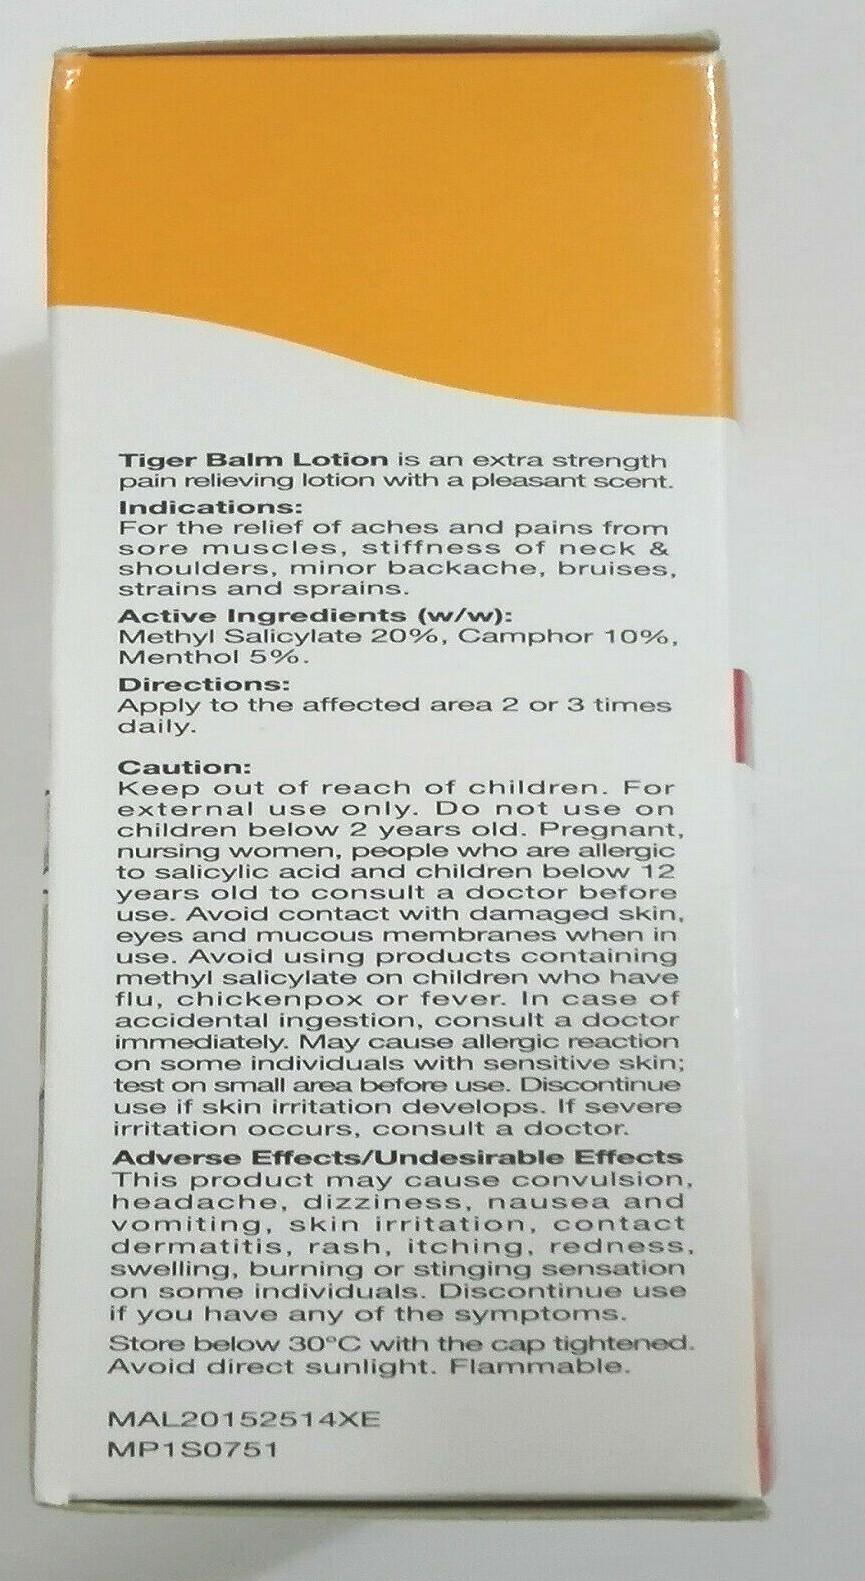 Tiger Balm Lotion is an extra strength
pain relieving lotion with a pleasant scent.
Indications:
For the relief of aches and pains from
sore muscles, stiffness of neck &
shoulders, minor backache, bruises,
strains and sprains.
Active Ingredients (w/w):
Methyl Salicylate 20%, Camphor 10%,
Menthol 5%.
Directions:
Apply to the affected area 2 or 3 times
daily.
Caution:
Keep out of reach of children. For
external use only. Do not use on
children below 2 years old. Pregnant,
nursing women, people who are allergic
to salicylic acid and children below 12
years old to consult a doctor before
use. Avoid contact with damaged skin,
eyes and mucous membranes when in
use. Avoid using products containing
methyl salicylate on children who have
flu, chickenpox or fever. In case of
accidental ingestion, consult a doctor
immediately. May cause allergic reaction
on some individuals with sensitive skin;
test on small area before use. Discontinue
use if skin irritation develops. If severe
irritation occurs, consult a doctor.
Adverse Effects/Undesirable Effects
This product may cause convulsion,
headache, dizziness, nausea and
vomiting, skin irritation, contact
dermatitis, rash, itching, redness,
swelling, burning or stinging sensation
on some individuals. Discontinue use
if you have any of the symptoms.
Store below 30°C with the cap tightened.
Avoid direct sunlight. Flammable.
MAL20152514XE
MP1S0751